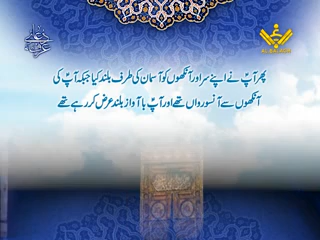 پھر آپؑ نے اپنے سر اور آنکھوں کو آسمان کی طرف بلند کیا جبکہ آپؑ کی
آنکھوں سے آنسو رواں تھے اور آپؑ با آواز بلند عرض کر رہے تھے